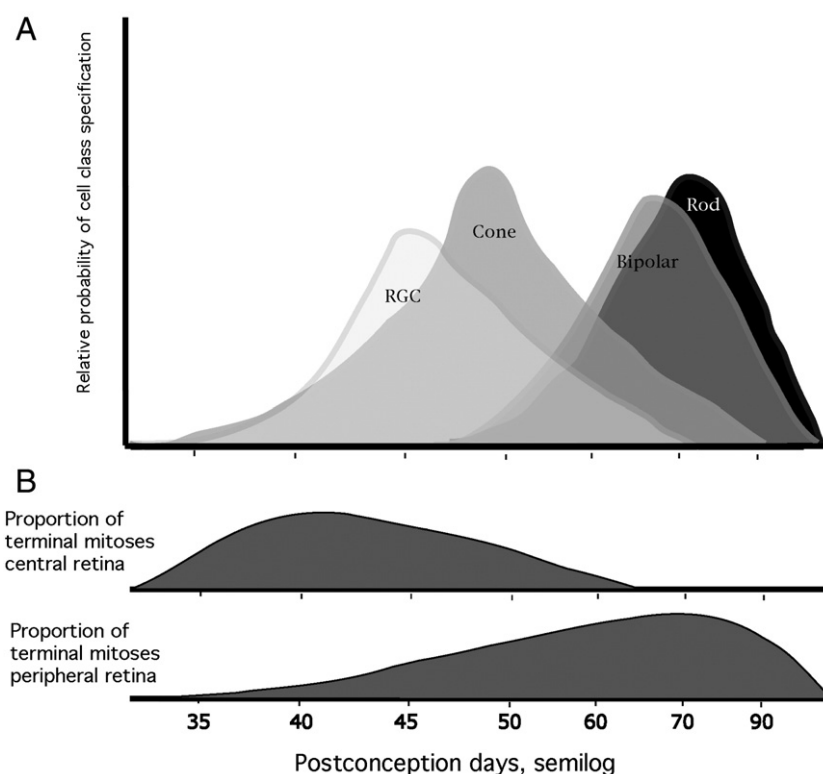 A
Relative probability of cell class specification
Cone
RGC
Rod
Bipolar
B
Proportion of
terminal mitoses
central retina
Proportion of
terminal mitoses
peripheral retina
35 40 45 50 60 70 90
Postconception days, semilog